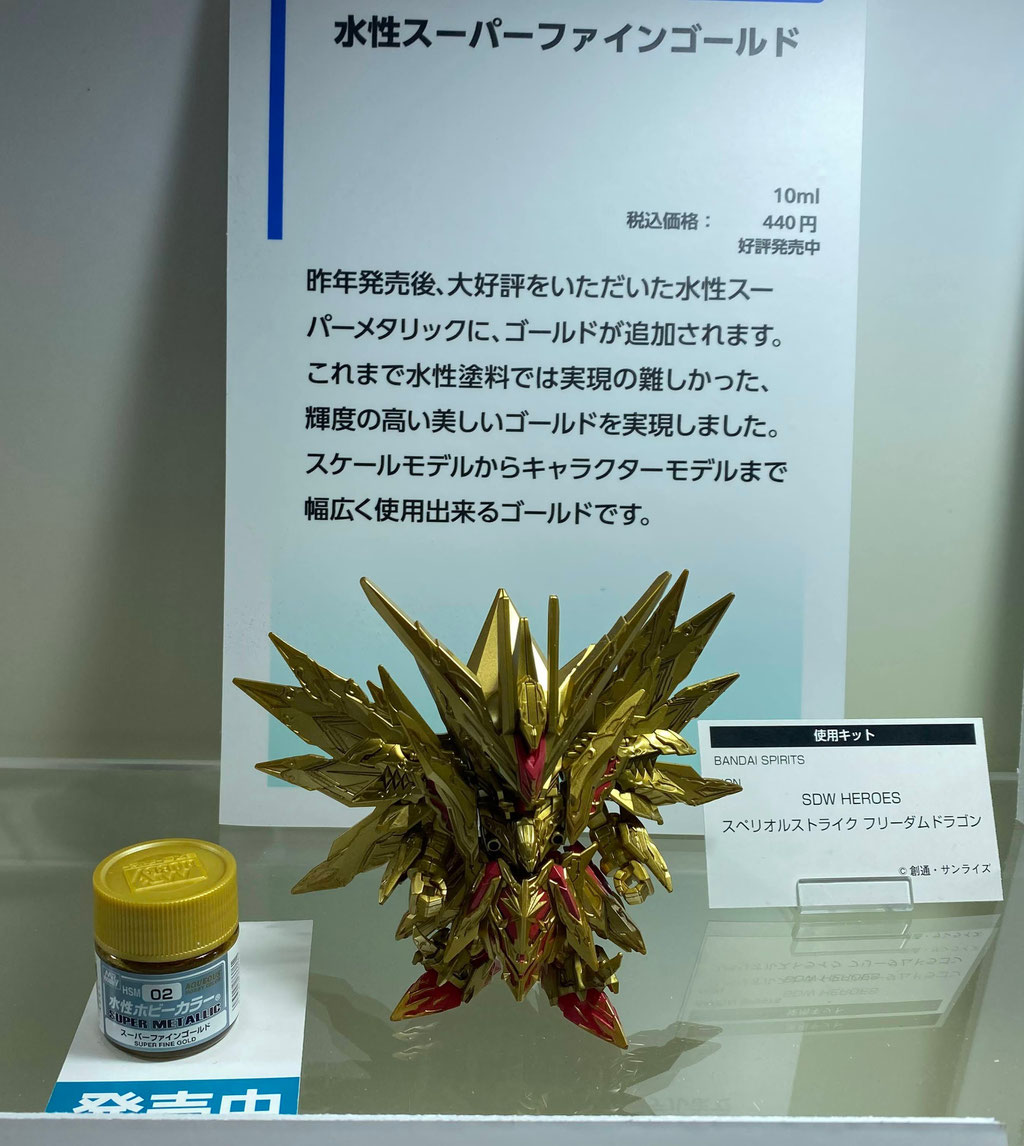 水性スーパーファインゴールド
10ml
税込価格： 440円
好評発売中
昨年発売後、大好評をいただいた水性スー
パーメタリックに、ゴールドが追加されます。
これまで水性塗料では実現の難しかった、
輝度の高い美しいゴールドを実現しました。
スケールモデルからキャラクターモデルまで
幅広く使用出来るゴールドです。
使用キット
BANDAI SPIRITS
SDW HEROES
スペリオルストライク フリーダムドラゴン
© 創通・サンライズ
HSM 02
水性ホビーカラー®
SUPER METALLIC
スーパーファインゴールド
SUPER FINE GOLD
発売中